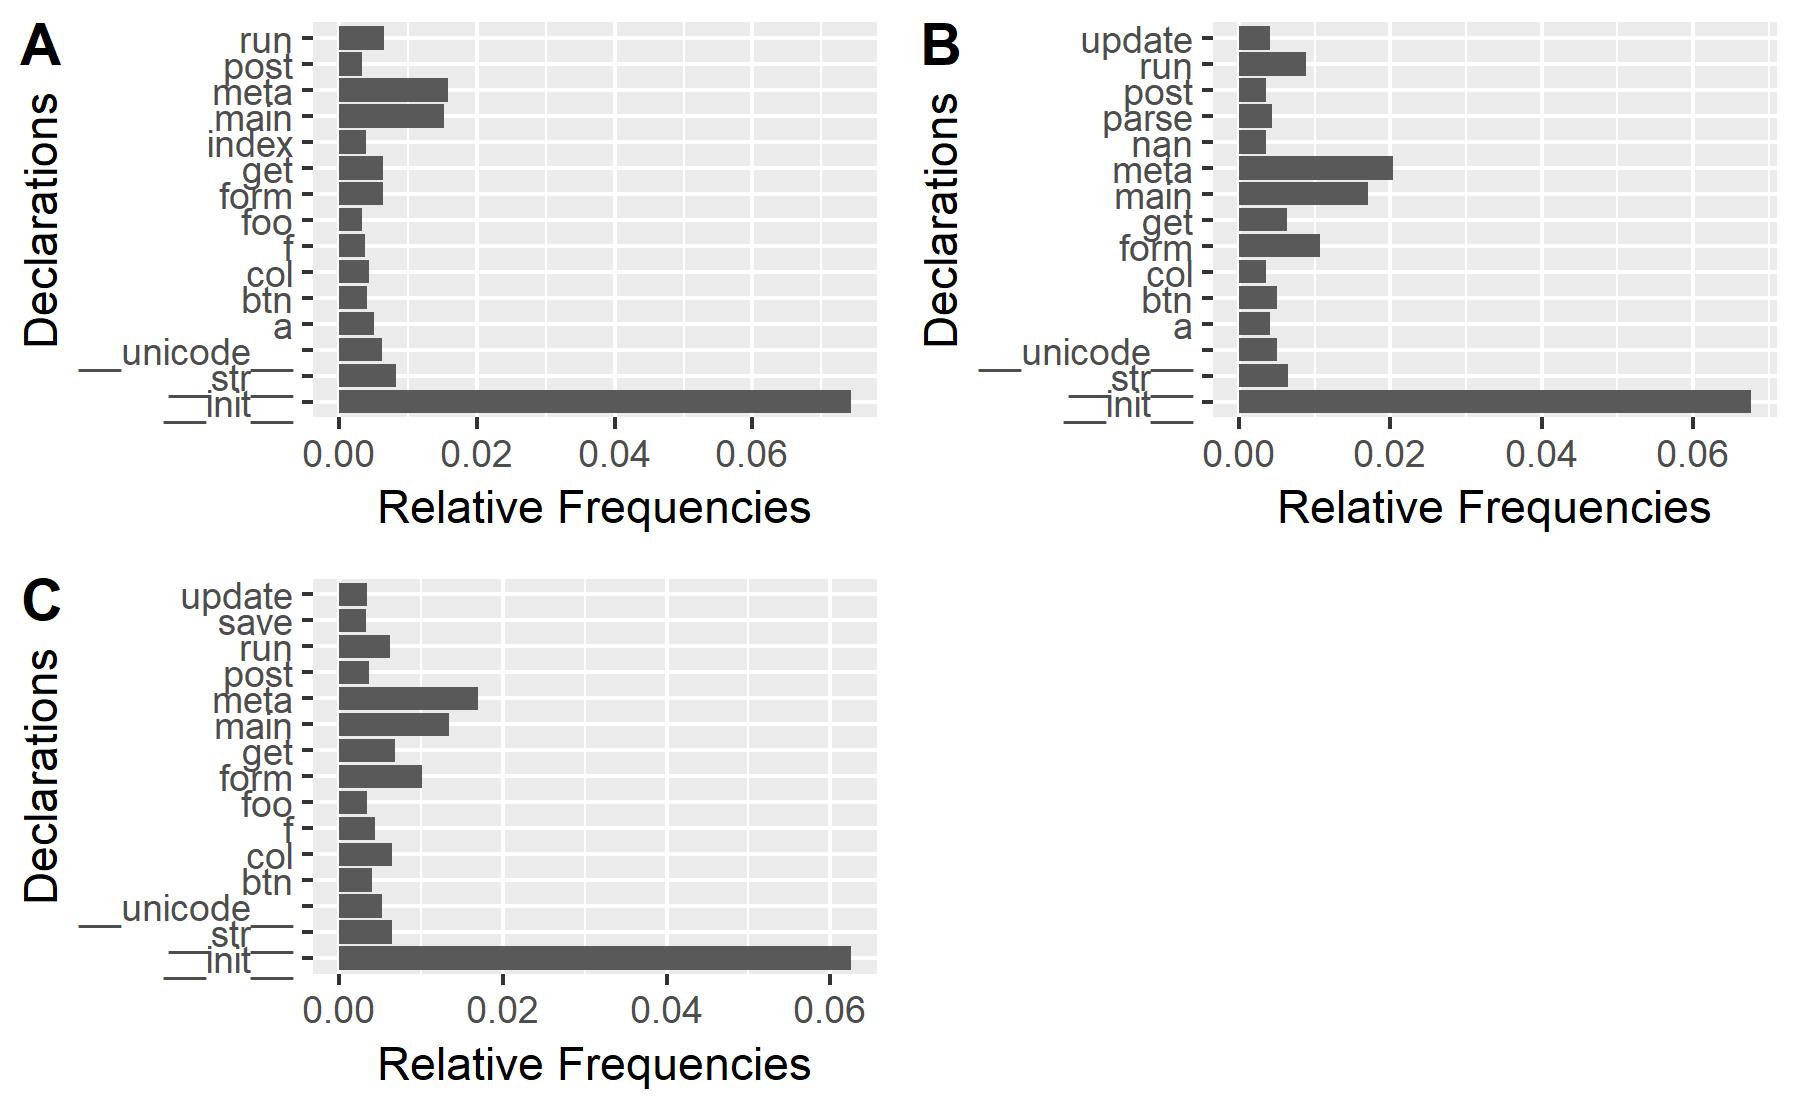 A
Declarations
run
post
meta
main
index
get
form
foo
f
col
btn
a
__unicode__
__str__
__init__
0.00 0.02 0.04 0.06
Relative Frequencies
B
Declarations
update
run
post
parse
nan
meta
main
get
form
col
btn
a
__unicode__
__str__
__init__
0.00 0.02 0.04 0.06
Relative Frequencies
C
Declarations
update
save
run
post
meta
main
get
form
foo
f
col
btn
__unicode__
__str__
__init__
0.00 0.02 0.04 0.06
Relative Frequencies